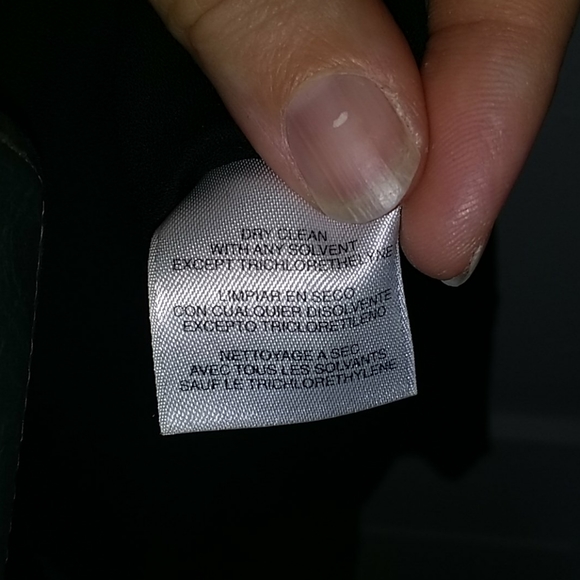 DRY CLEAN
WITH ANY SOLVENT
EXCEPT TRICHLORETHELYNE
LIMPIAR EN SECO
CON CUALQUIER DISOLVENTE
EXCEPTO TRICLORETILENO
NETTOYAGE A SEC
AVEC TOUS LES SOLVANTS
SAUF LE TRICHLORETHYLENE